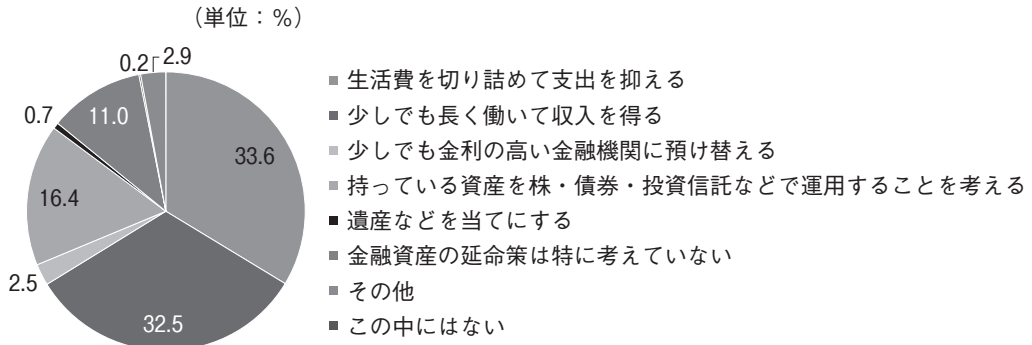 （単位：％）
0.2 2.9
0.7 11.0
33.6
16.4
2.5
32.5
生活費を切り詰めて支出を抑える
少しでも長く働いて収入を得る
少しでも金利の高い金融機関に預け替える
持っている資産を株・債券・投資信託などで運用することを考える
遺産などを当てにする
金融資産の延命策は特に考えていない
その他
この中にはない